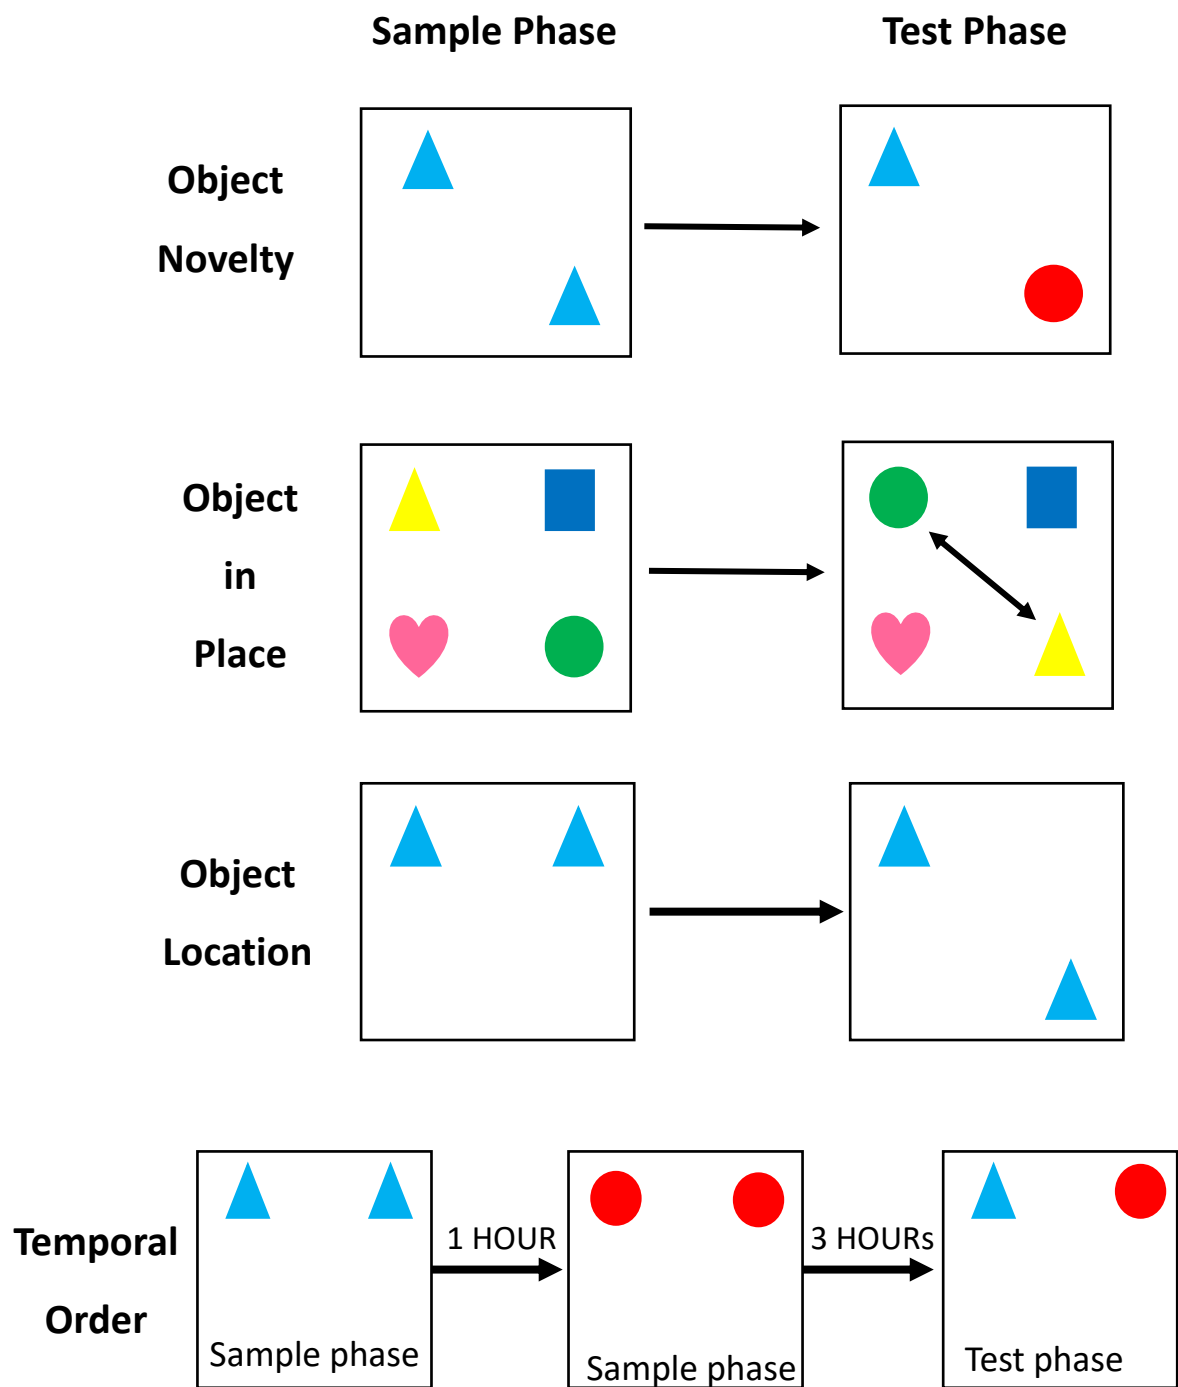 Sample Phase
Test Phase
Object
Novelty
Object
in
Place
Object
Location
Temporal
Order
1 HOUR
3 HOURs
Sample phase
Sample phase
Test phase